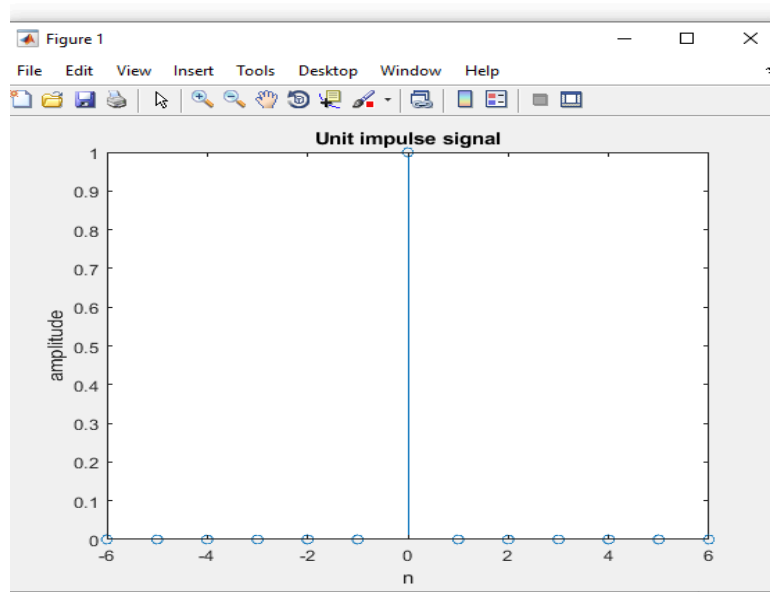 Figure 1
File Edit View Insert Tools Desktop Window Help
Unit impulse signal
1
0.9
0.8
0.7
0.6
0.5
0.4
0.3
0.2
0.1
0
amplitude
-6 -4 -2 0 2 4 6
n